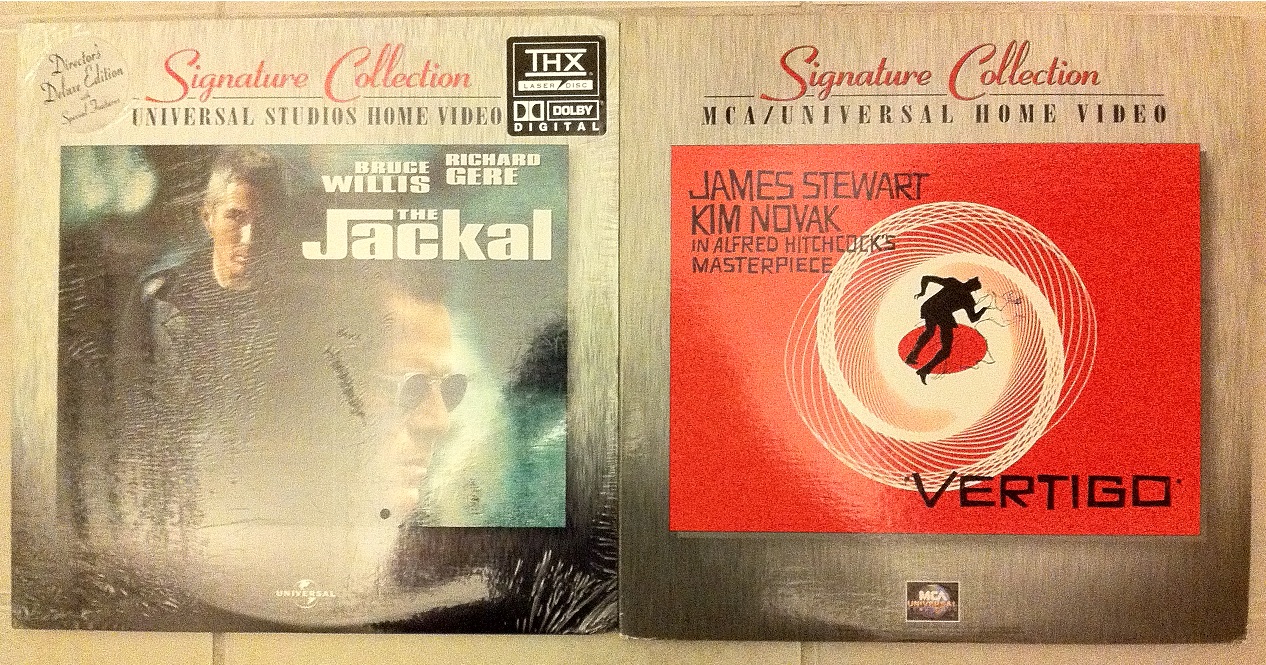 Director's
Deluxe Edition
Special Features
Signature Collection
UNIVERSAL STUDIOS HOME VIDEO
THX
LASER DISC
DOLBY
DIGITAL
BRUCE WILLIS
RICHARD GERE
THE
Jackal
UNIVERSAL
Signature Collection
MCA/UNIVERSAL HOME VIDEO
JAMES STEWART
KIM NOVAK
IN ALFRED HITCHCOCK'S
MASTERPIECE
'VERTIGO'
MCA
UNIVERSAL